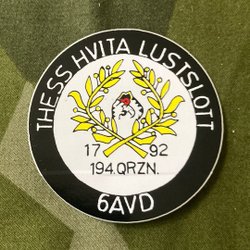 THESS HVITA LUSTSLOTT
17 92
194.QRZN.
6AVD